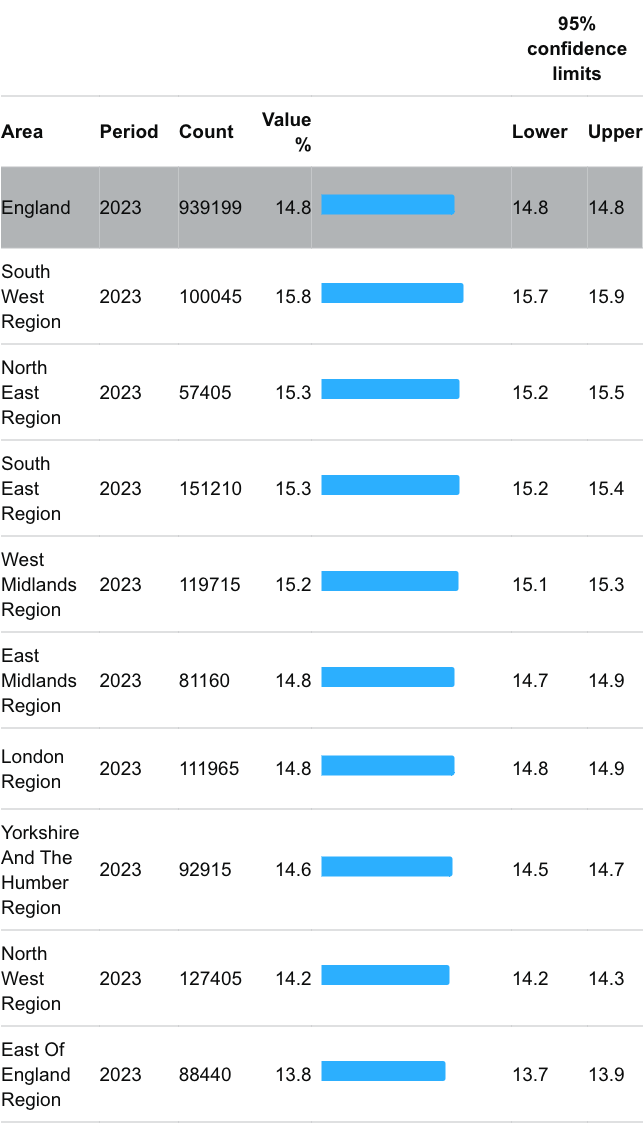 95%
confidence
limits
Area Period Count Value % Lower Upper
England 2023 939199 14.8 14.8 14.8
South
West 2023 100045 15.8 15.7 15.9
Region
North
East 2023 57405 15.3 15.2 15.5
Region
South
East 2023 151210 15.3 15.2 15.4
Region
West
Midlands 2023 119715 15.2 15.1 15.3
Region
East
Midlands 2023 81160 14.8 14.7 14.9
Region
London
Region 2023 111965 14.8 14.8 14.9
Yorkshire
And The
Humber 2023 92915 14.6 14.5 14.7
Region
North
West 2023 127405 14.2 14.2 14.3
Region
East Of
England 2023 88440 13.8 13.7 13.9
Region